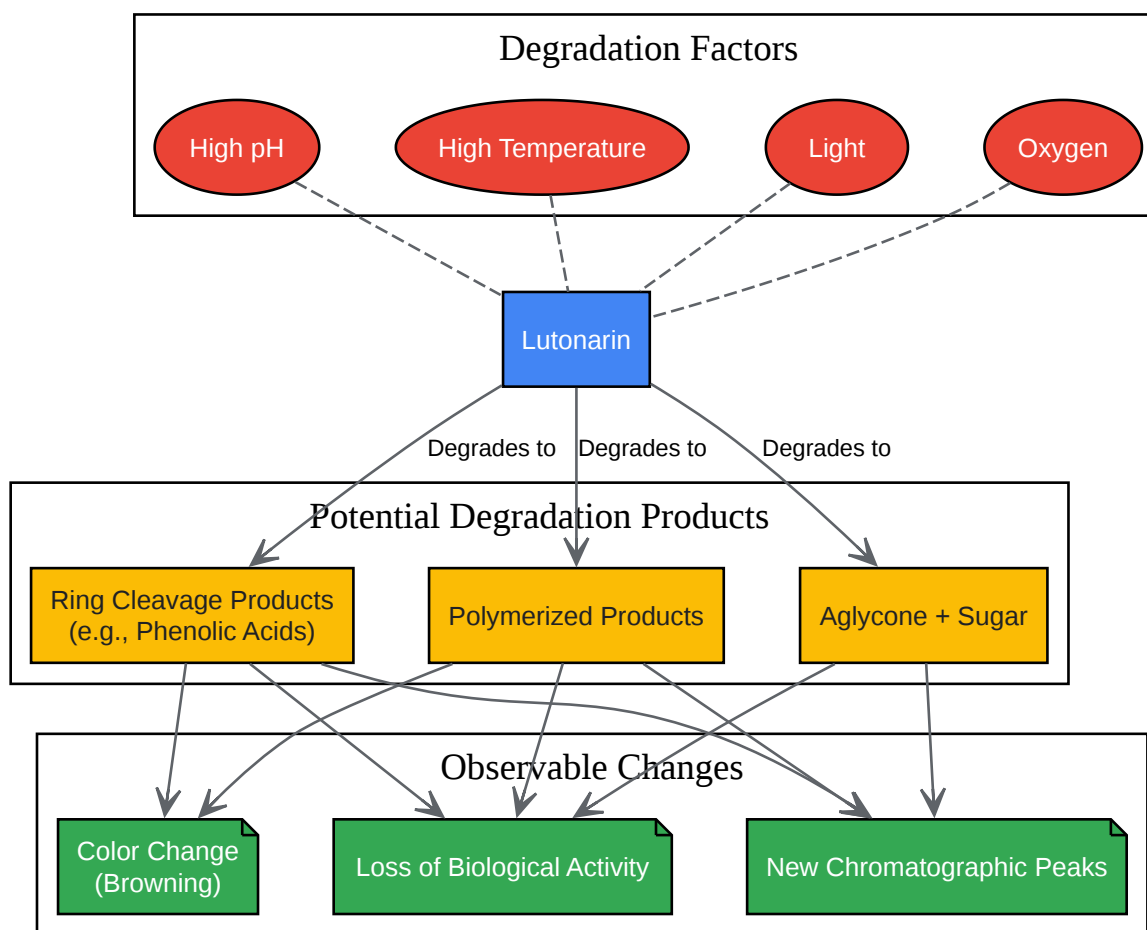 Degradation Factors
High pH
High Temperature
Light
Oxygen
Lutonarin
Degrades to
Degrades to
Degrades to
Potential Degradation Products
Ring Cleavage Products
(e.g., Phenolic Acids)
Polymerized Products
Aglycone + Sugar
Observable Changes
Color Change
(Browning)
Loss of Biological Activity
New Chromatographic Peaks